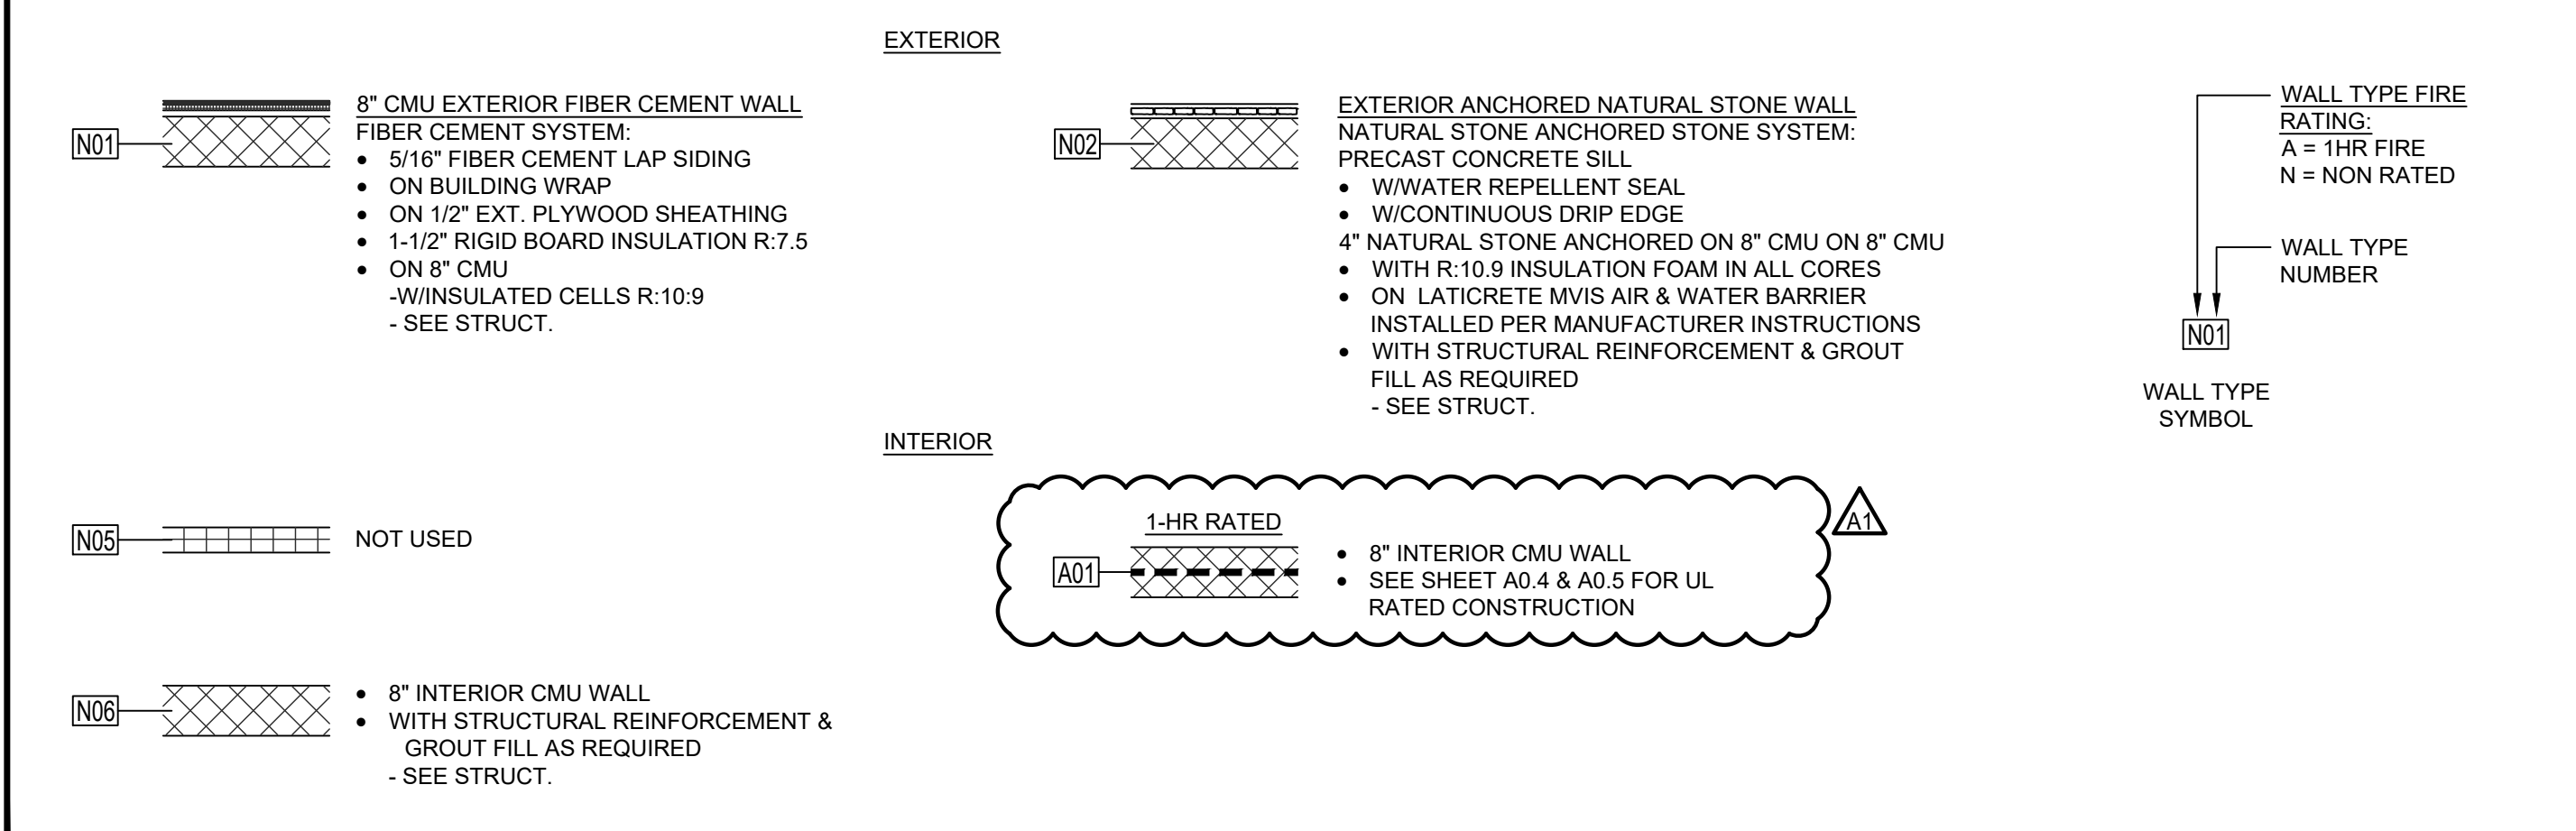 EXTERIOR
N01
8" CMU EXTERIOR FIBER CEMENT WALL
FIBER CEMENT SYSTEM:
• 5/16" FIBER CEMENT LAP SIDING
• ON BUILDING WRAP
• ON 1/2" EXT. PLYWOOD SHEATHING
• 1-1/2" RIGID BOARD INSULATION R:7.5
• ON 8" CMU
-W/INSULATED CELLS R:10:9
- SEE STRUCT.
N02
EXTERIOR ANCHORED NATURAL STONE WALL
NATURAL STONE ANCHORED STONE SYSTEM:
PRECAST CONCRETE SILL
• W/WATER REPELLENT SEAL
• W/CONTINUOUS DRIP EDGE
4" NATURAL STONE ANCHORED ON 8" CMU ON 8" CMU
• WITH R:10.9 INSULATION FOAM IN ALL CORES
• ON LATICRETE MVIS AIR & WATER BARRIER
INSTALLED PER MANUFACTURER INSTRUCTIONS
• WITH STRUCTURAL REINFORCEMENT & GROUT
FILL AS REQUIRED
- SEE STRUCT.
WALL TYPE FIRE
RATING:
A = 1HR FIRE
N = NON RATED
WALL TYPE
NUMBER
N01
WALL TYPE
SYMBOL
INTERIOR
N05
NOT USED
1-HR RATED
A01
• 8" INTERIOR CMU WALL
• SEE SHEET A0.4 & A0.5 FOR UL
RATED CONSTRUCTION
A1
N06
• 8" INTERIOR CMU WALL
• WITH STRUCTURAL REINFORCEMENT &
GROUT FILL AS REQUIRED
- SEE STRUCT.